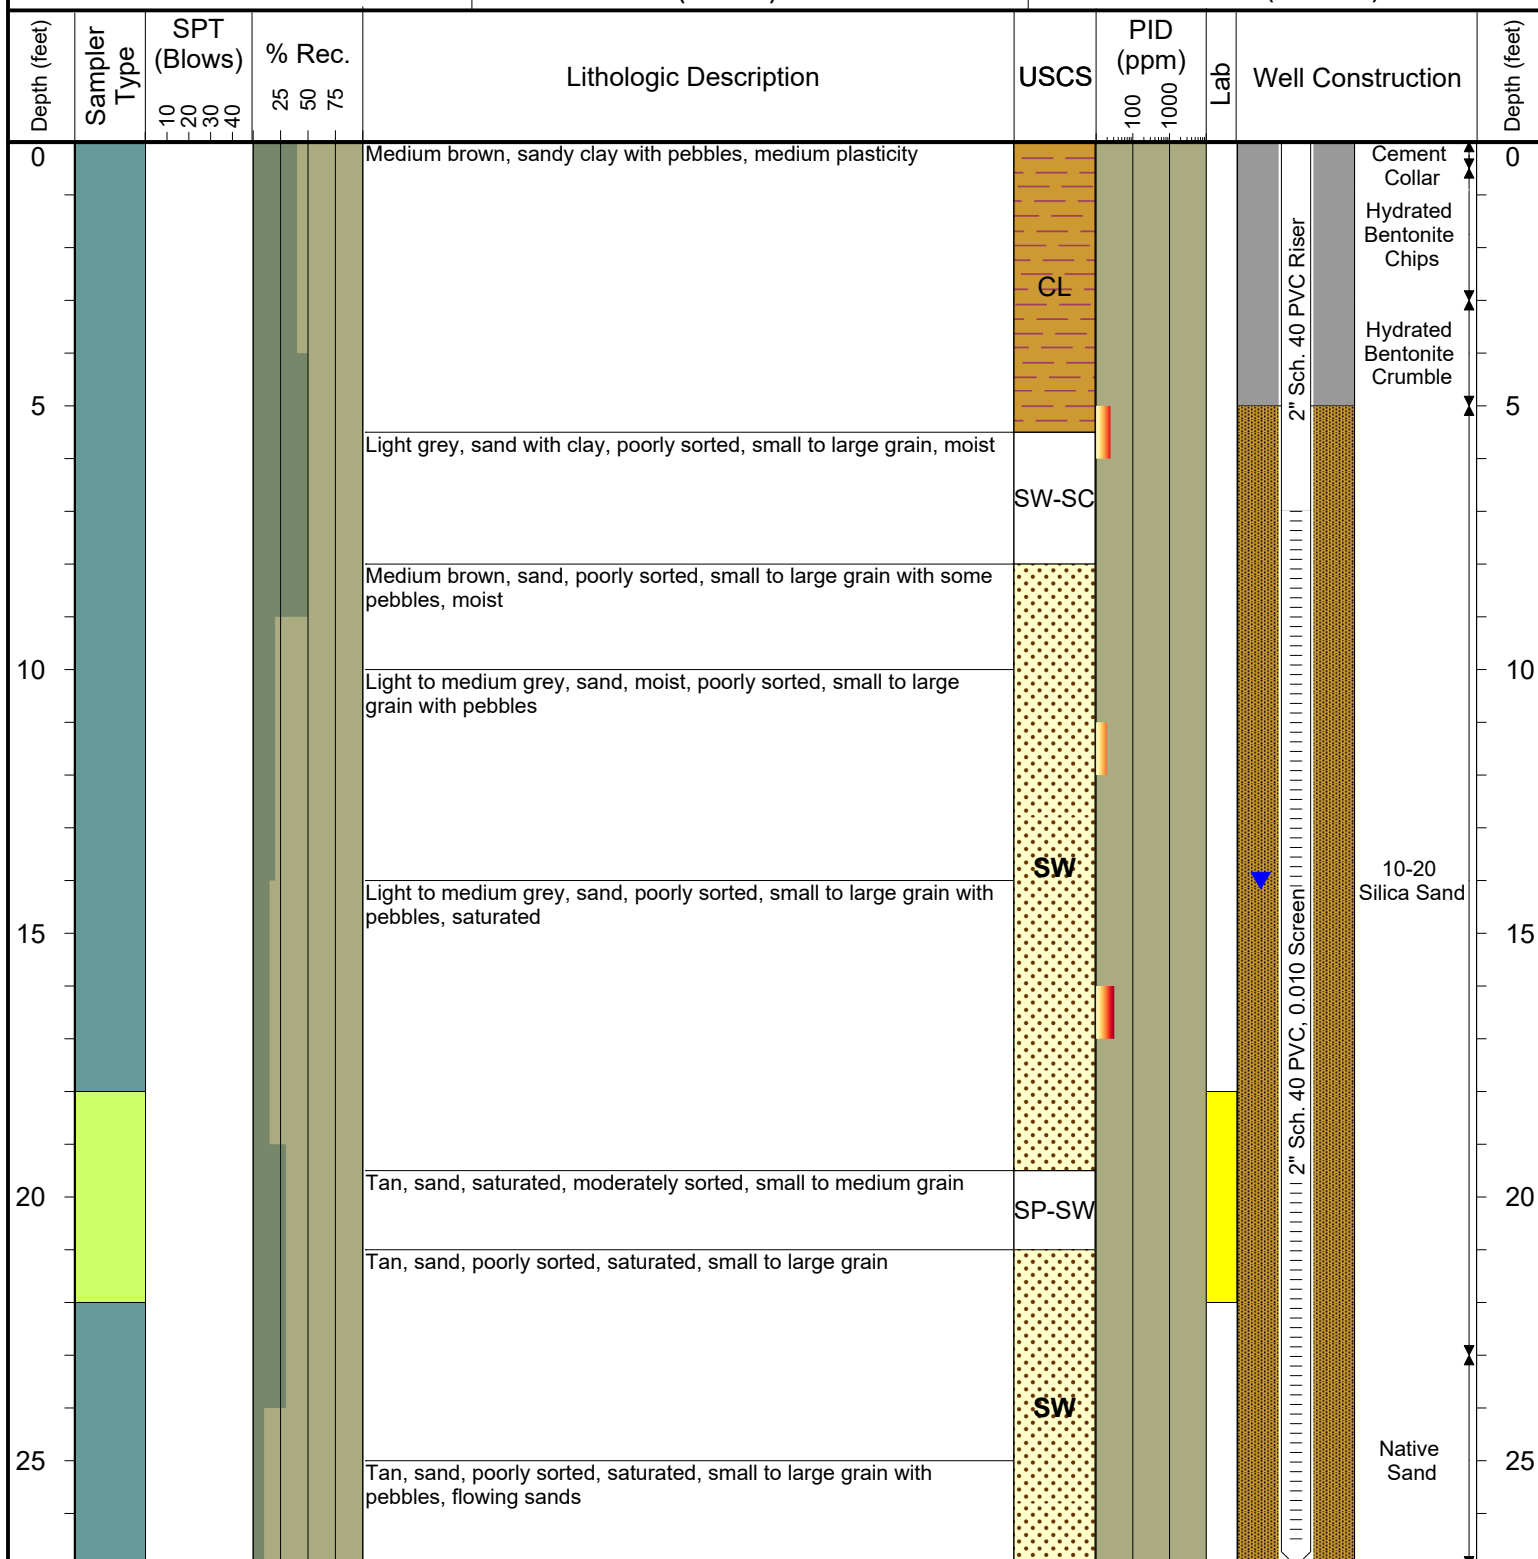 Depth (feet)
Sampler
Type
SPT
(Blows)
10 20 30 40
% Rec.
25 50 75
Lithologic Description
USCS
PID
(ppm)
100 1000
Lab
Well Construction
Depth (feet)
0
Medium brown, sandy clay with pebbles, medium plasticity
Cement
Collar
0
Hydrated
Bentonite
Chips
CL
2" Sch. 40 PVC Riser
Hydrated
Bentonite
Crumble
5
5
Light grey, sand with clay, poorly sorted, small to large grain, moist
SW-SC
Medium brown, sand, poorly sorted, small to large grain with some
pebbles, moist
10
10
Light to medium grey, sand, moist, poorly sorted, small to large
grain with pebbles
SW
10-20
Silica Sand
Light to medium grey, sand, poorly sorted, small to large grain with
pebbles, saturated
15
15
2" Sch. 40 PVC, 0.010 Screen
Tan, sand, saturated, moderately sorted, small to medium grain
20
SP-SW
20
Tan, sand, poorly sorted, saturated, small to large grain
SW
Native
Sand
25
25
Tan, sand, poorly sorted, saturated, small to large grain with
pebbles, flowing sands